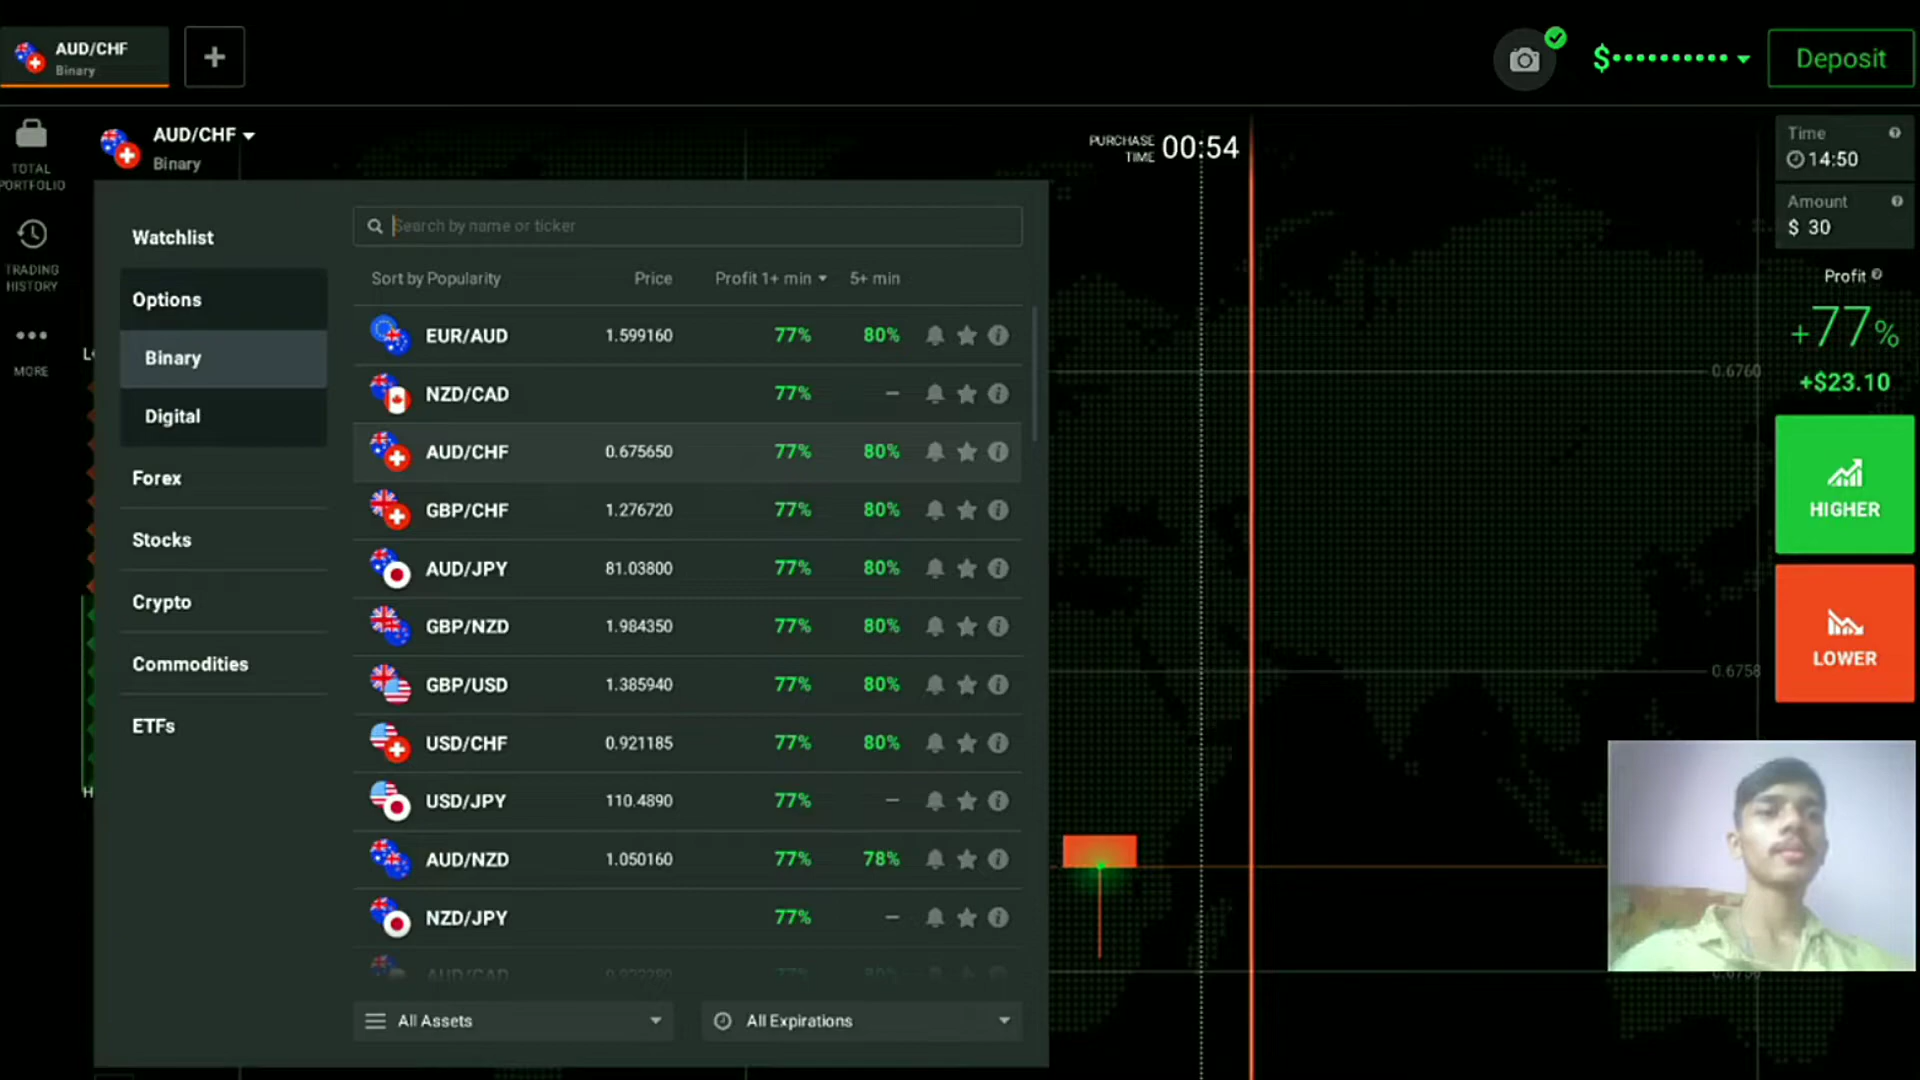 AUD/CHF
Binary
+
$
Deposit
TOTAL
PORTFOLIO
TRADING
HISTORY
MORE
AUD/CHF
Binary
PURCHASE
TIME 00:54
Time
14:50
Amount
$ 30
Profit
+77%
+$23.10
HIGHER
LOWER
Watchlist
Options
Binary
Digital
Forex
Stocks
Crypto
Commodities
ETFs
Search by name or ticker
Sort by Popularity Price Profit 1+ min 5+ min
EUR/AUD 1.599160 77% 80%
NZD/CAD 77% –
AUD/CHF 0.675650 77% 80%
GBP/CHF 1.276720 77% 80%
AUD/JPY 81.03800 77% 80%
GBP/NZD 1.984350 77% 80%
GBP/USD 1.385940 77% 80%
USD/CHF 0.921185 77% 80%
USD/JPY 110.4890 77% –
AUD/NZD 1.050160 77% 78%
NZD/JPY 77% –
AUD/CAD 77% 80%
All Assets
All Expirations
0.6760
0.6758